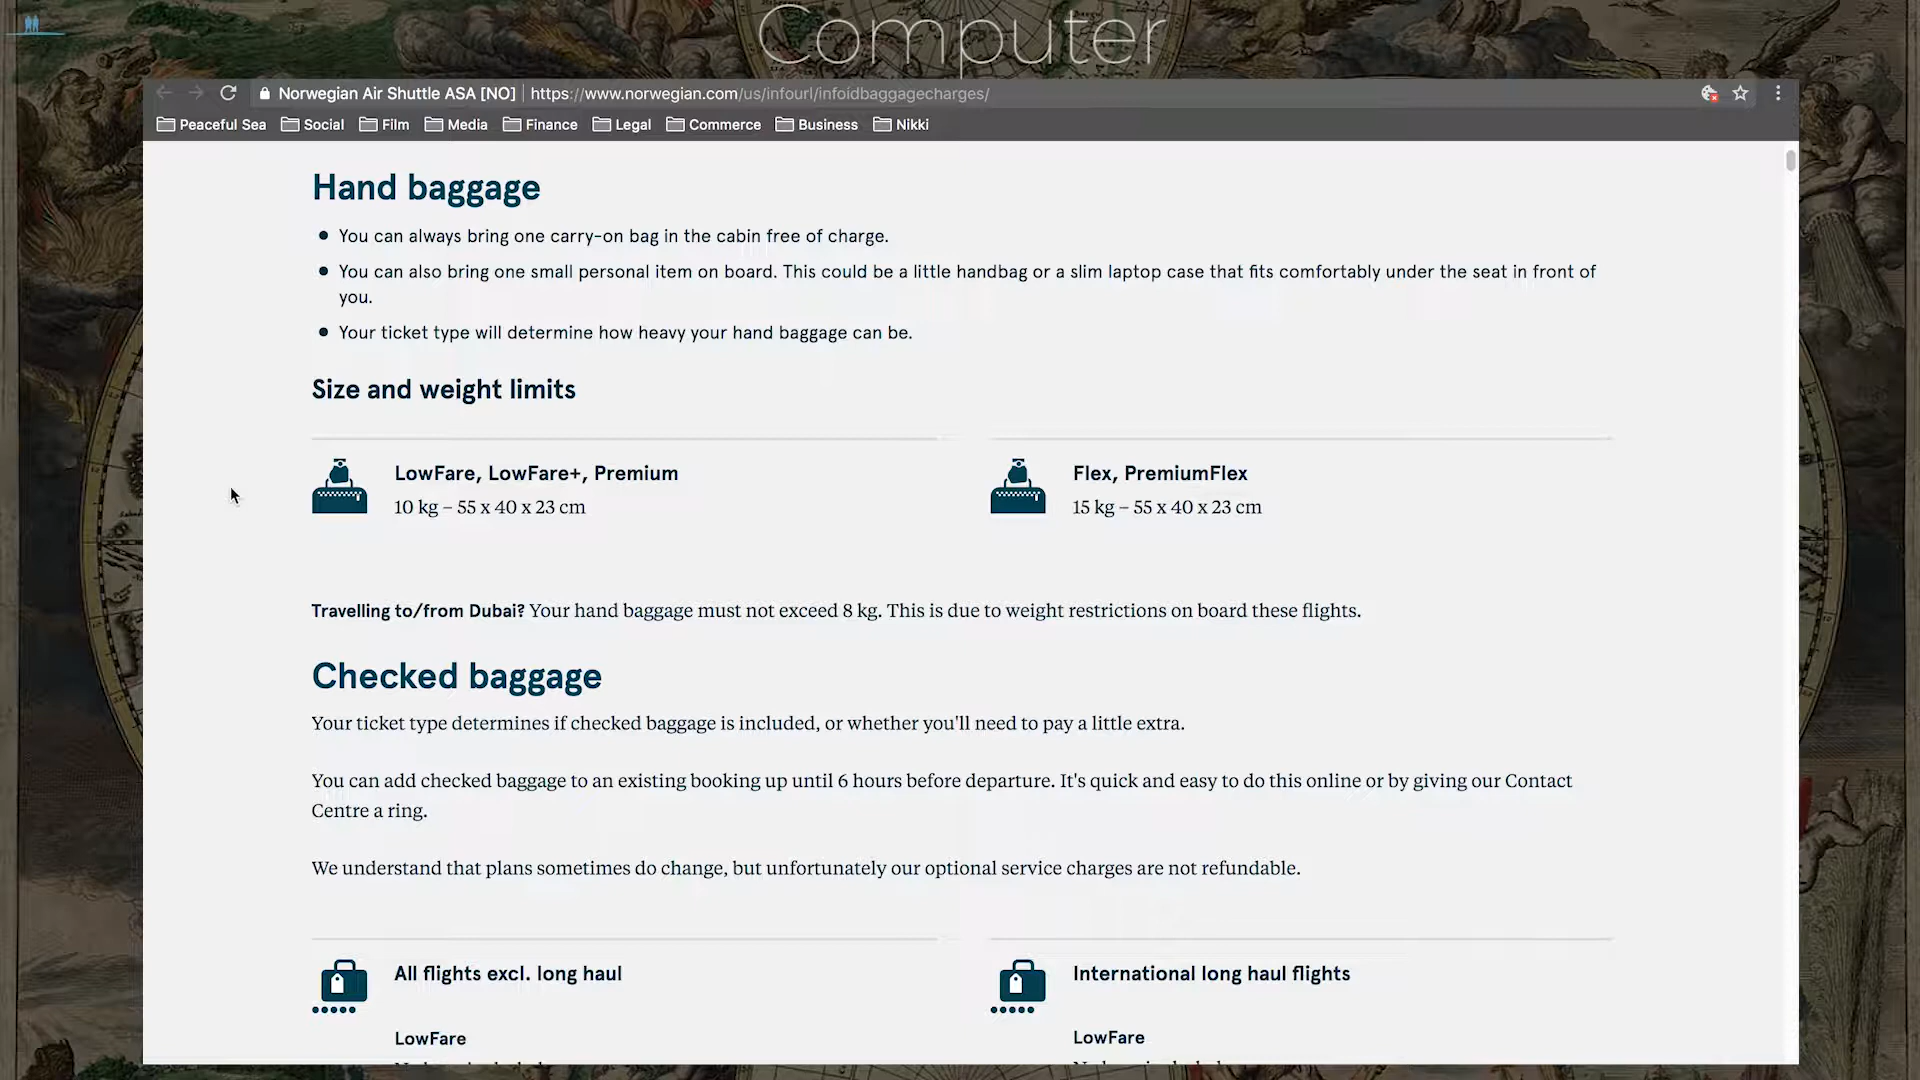 Computer
Norwegian Air Shuttle ASA [NO] | https://www.norwegian.com/us/infourl/infoidbaggagecharges/
Peaceful Sea Social Film Media Finance Legal Commerce Business Nikki
Hand baggage
You can always bring one carry-on bag in the cabin free of charge.
You can also bring one small personal item on board. This could be a little handbag or a slim laptop case that fits comfortably under the seat in front of
you.
Your ticket type will determine how heavy your hand baggage can be.
Size and weight limits
LowFare, LowFare+, Premium
10 kg – 55 x 40 x 23 cm
Flex, PremiumFlex
15 kg – 55 x 40 x 23 cm
Travelling to/from Dubai? Your hand baggage must not exceed 8 kg. This is due to weight restrictions on board these flights.
Checked baggage
Your ticket type determines if checked baggage is included, or whether you'll need to pay a little extra.
You can add checked baggage to an existing booking up until 6 hours before departure. It's quick and easy to do this online or by giving our Contact
Centre a ring.
We understand that plans sometimes do change, but unfortunately our optional service charges are not refundable.
All flights excl. long haul
LowFare
International long haul flights
LowFare